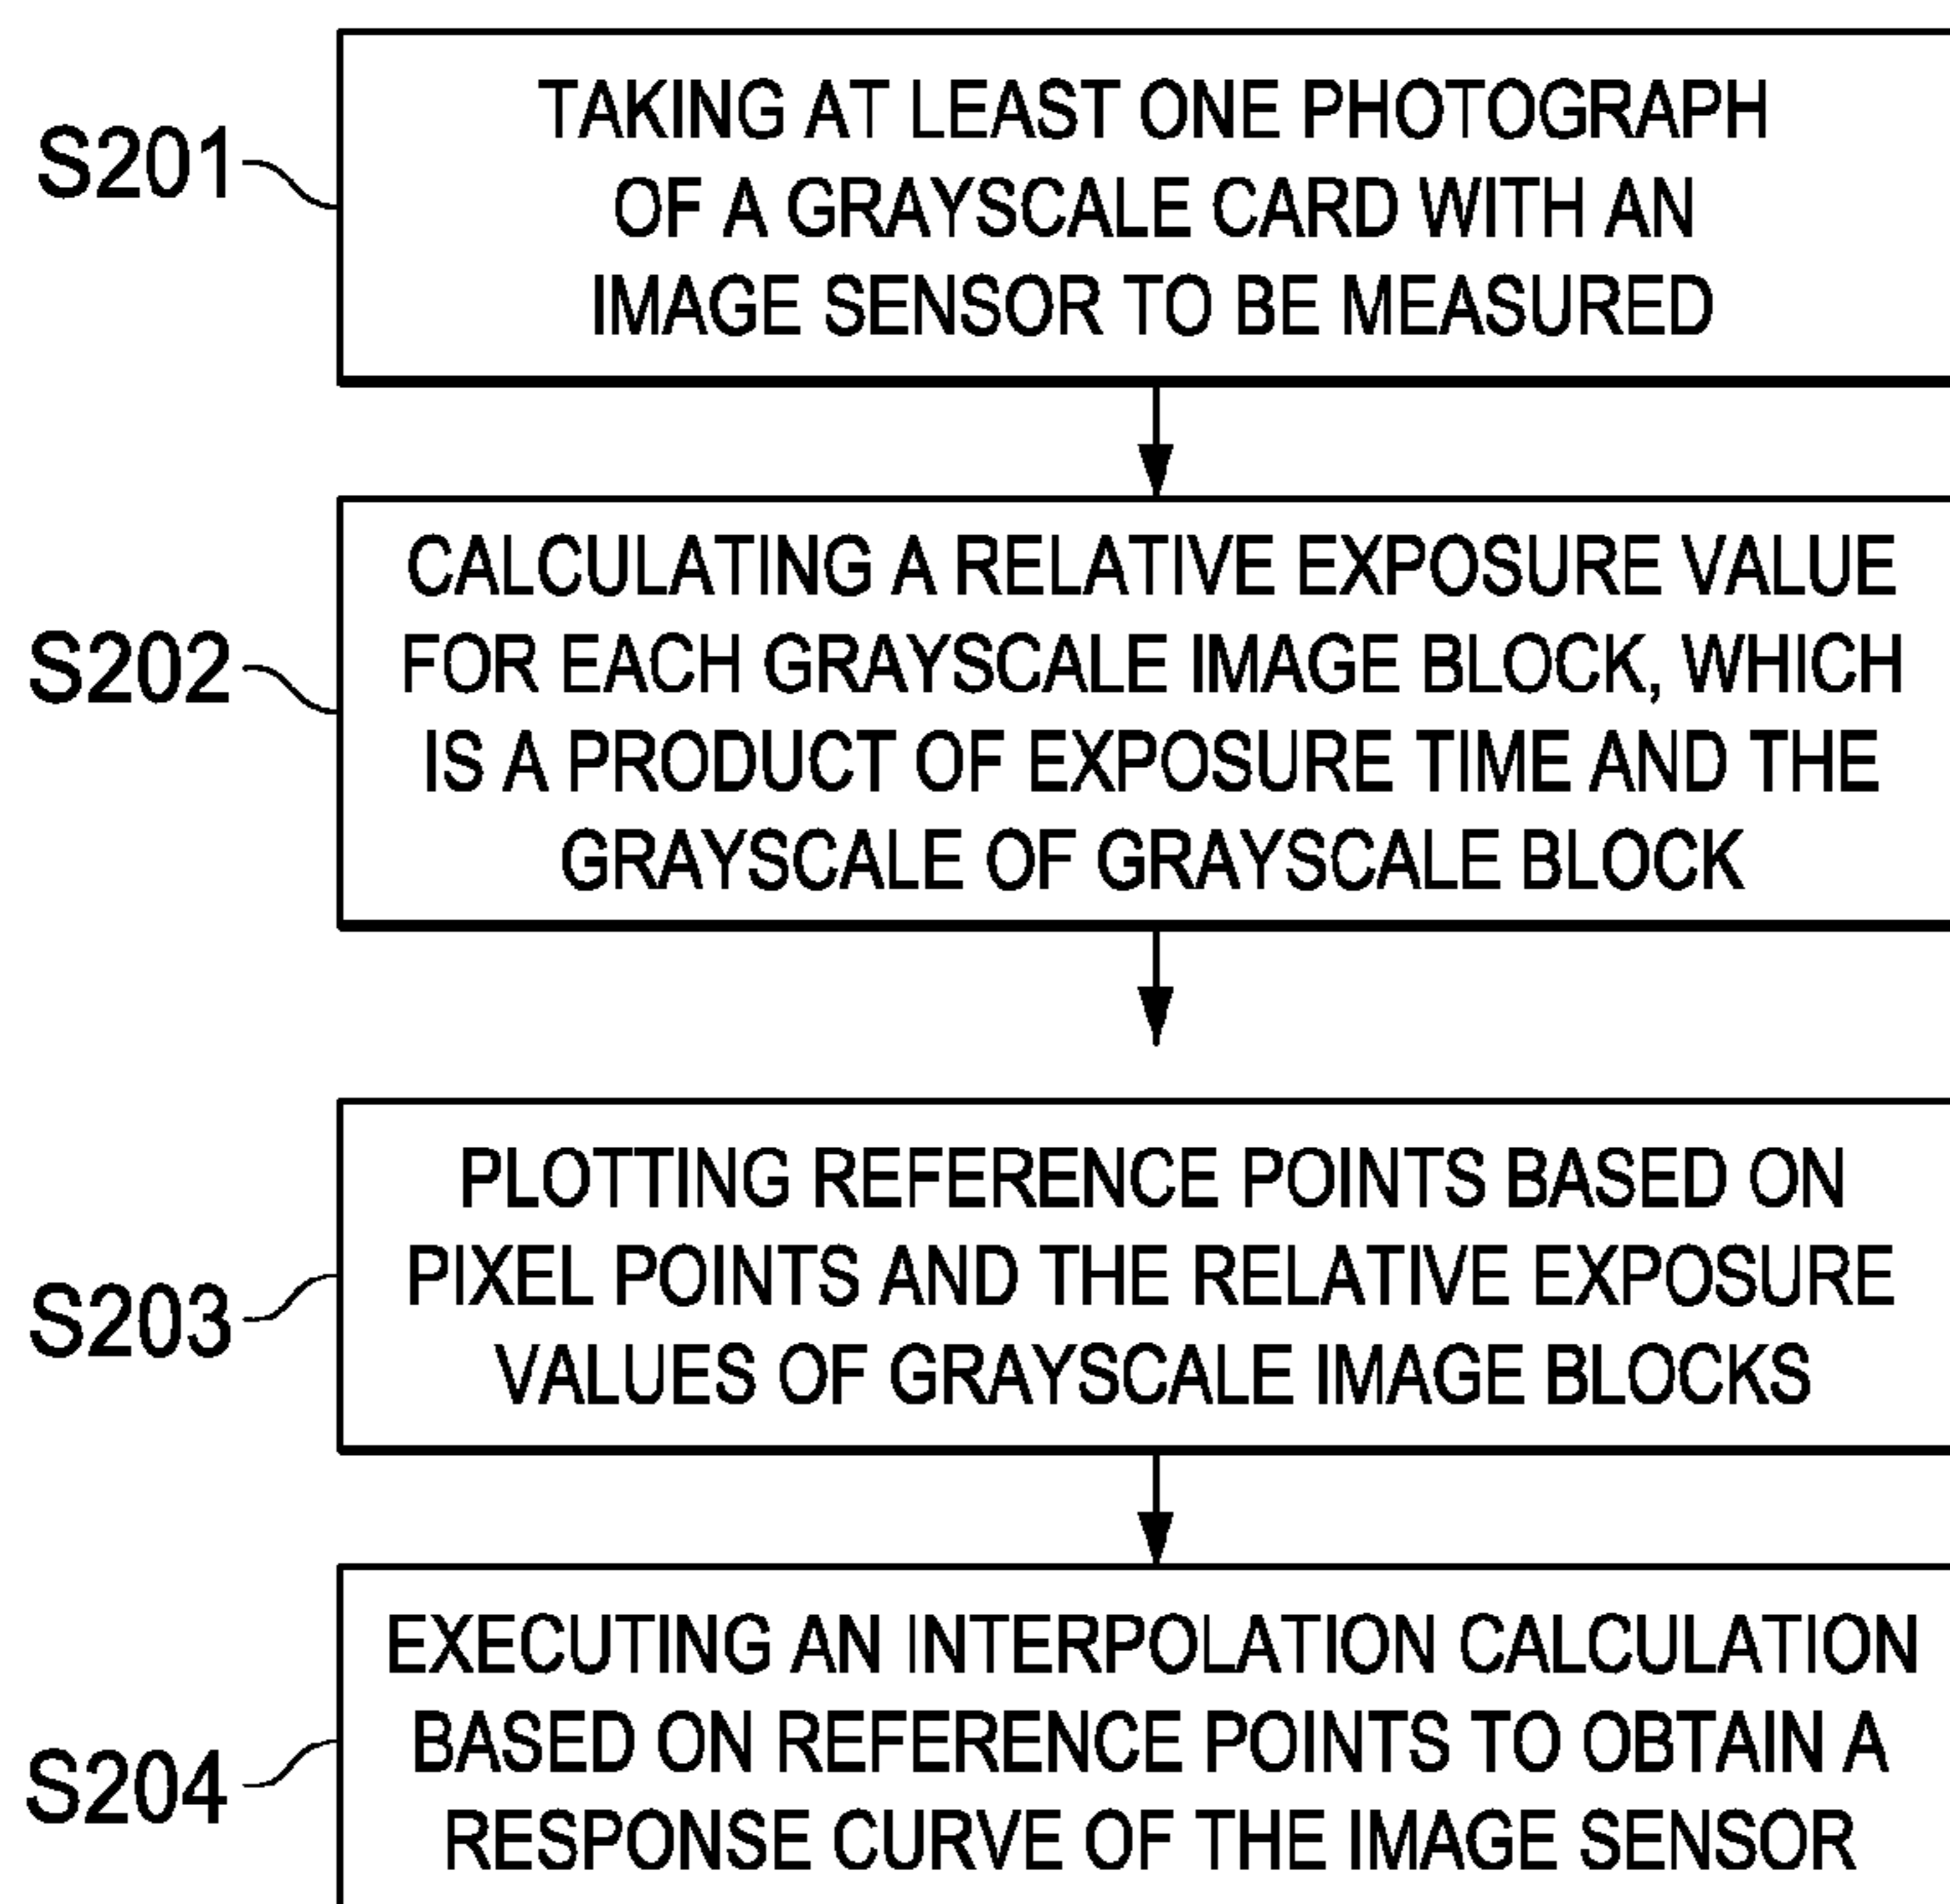 S201
TAKING AT LEAST ONE PHOTOGRAPH
OF A GRAYSCALE CARD WITH AN
IMAGE SENSOR TO BE MEASURED
S202
CALCULATING A RELATIVE EXPOSURE VALUE
FOR EACH GRAYSCALE IMAGE BLOCK, WHICH
IS A PRODUCT OF EXPOSURE TIME AND THE
GRAYSCALE OF GRAYSCALE BLOCK
S203
PLOTTING REFERENCE POINTS BASED ON
PIXEL POINTS AND THE RELATIVE EXPOSURE
VALUES OF GRAYSCALE IMAGE BLOCKS
S204
EXECUTING AN INTERPOLATION CALCULATION
BASED ON REFERENCE POINTS TO OBTAIN A
RESPONSE CURVE OF THE IMAGE SENSOR